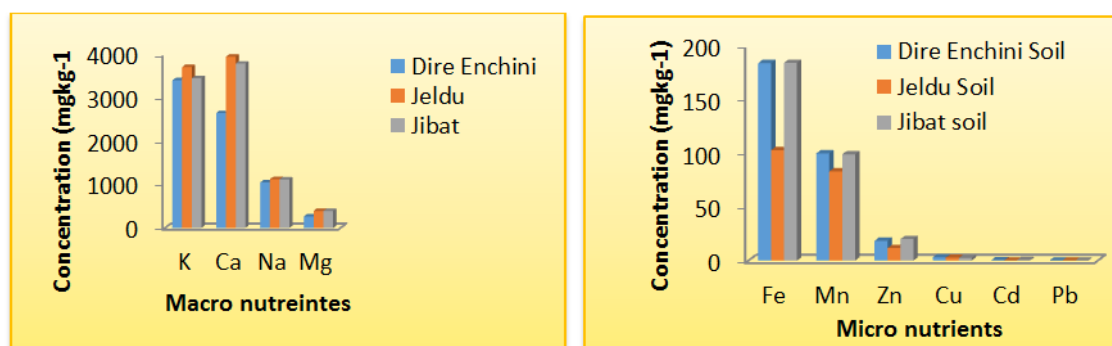 Concentration (mgkg-1
4000
3000
2000
1000
0
K Ca Na Mg
Macro nutreintes
Dire Enchini
Jeldu
Jibat
Concentration (mgkg-1)
200
150
100
50
0
Fe Mn Zn Cu Cd Pb
Micro nutrients
Dire Enchini Soil
Jeldu Soil
Jibat soil